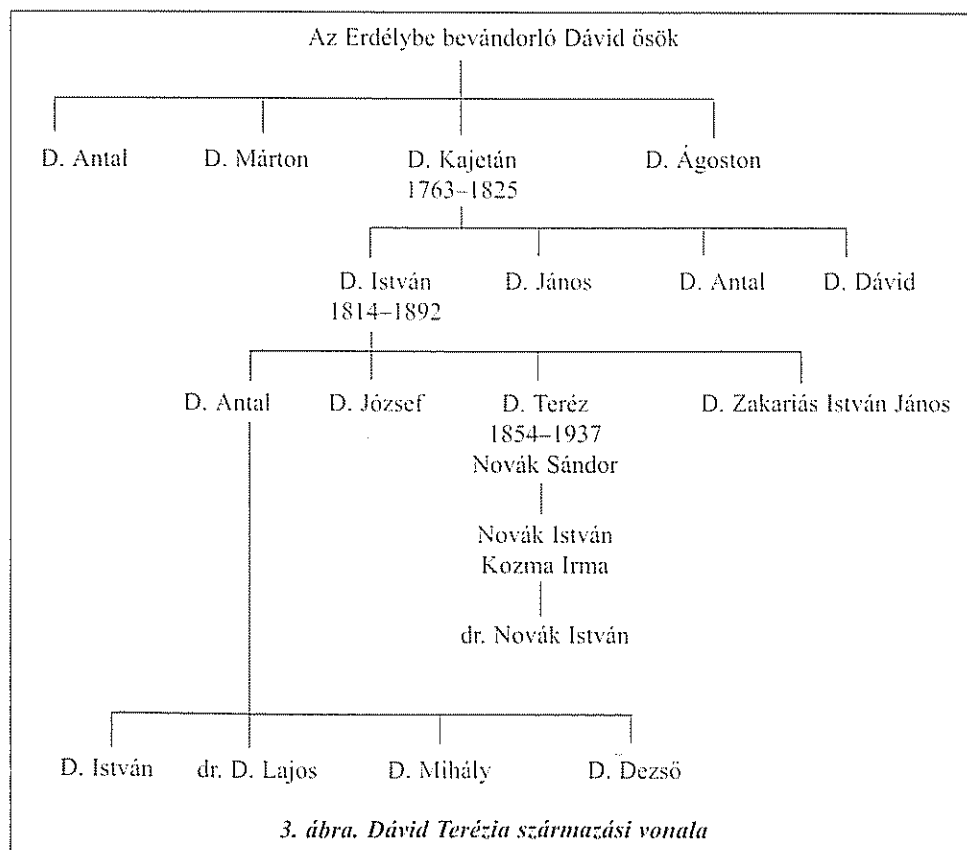 Az Erdélybe bevándorló Dávid ősök
D. Antal D. Márton D. Kajetán D. Ágoston
1763–1825
D. István D. János D. Antal D. Dávid
1814–1892
D. Antal D. József D. Teréz D. Zakariás István János
1854–1937
Novák Sándor
Novák István
Kozma Irma
dr. Novák István
D. István dr. D. Lajos D. Mihály D. Dezső
3. ábra. Dávid Terézia származási vonala